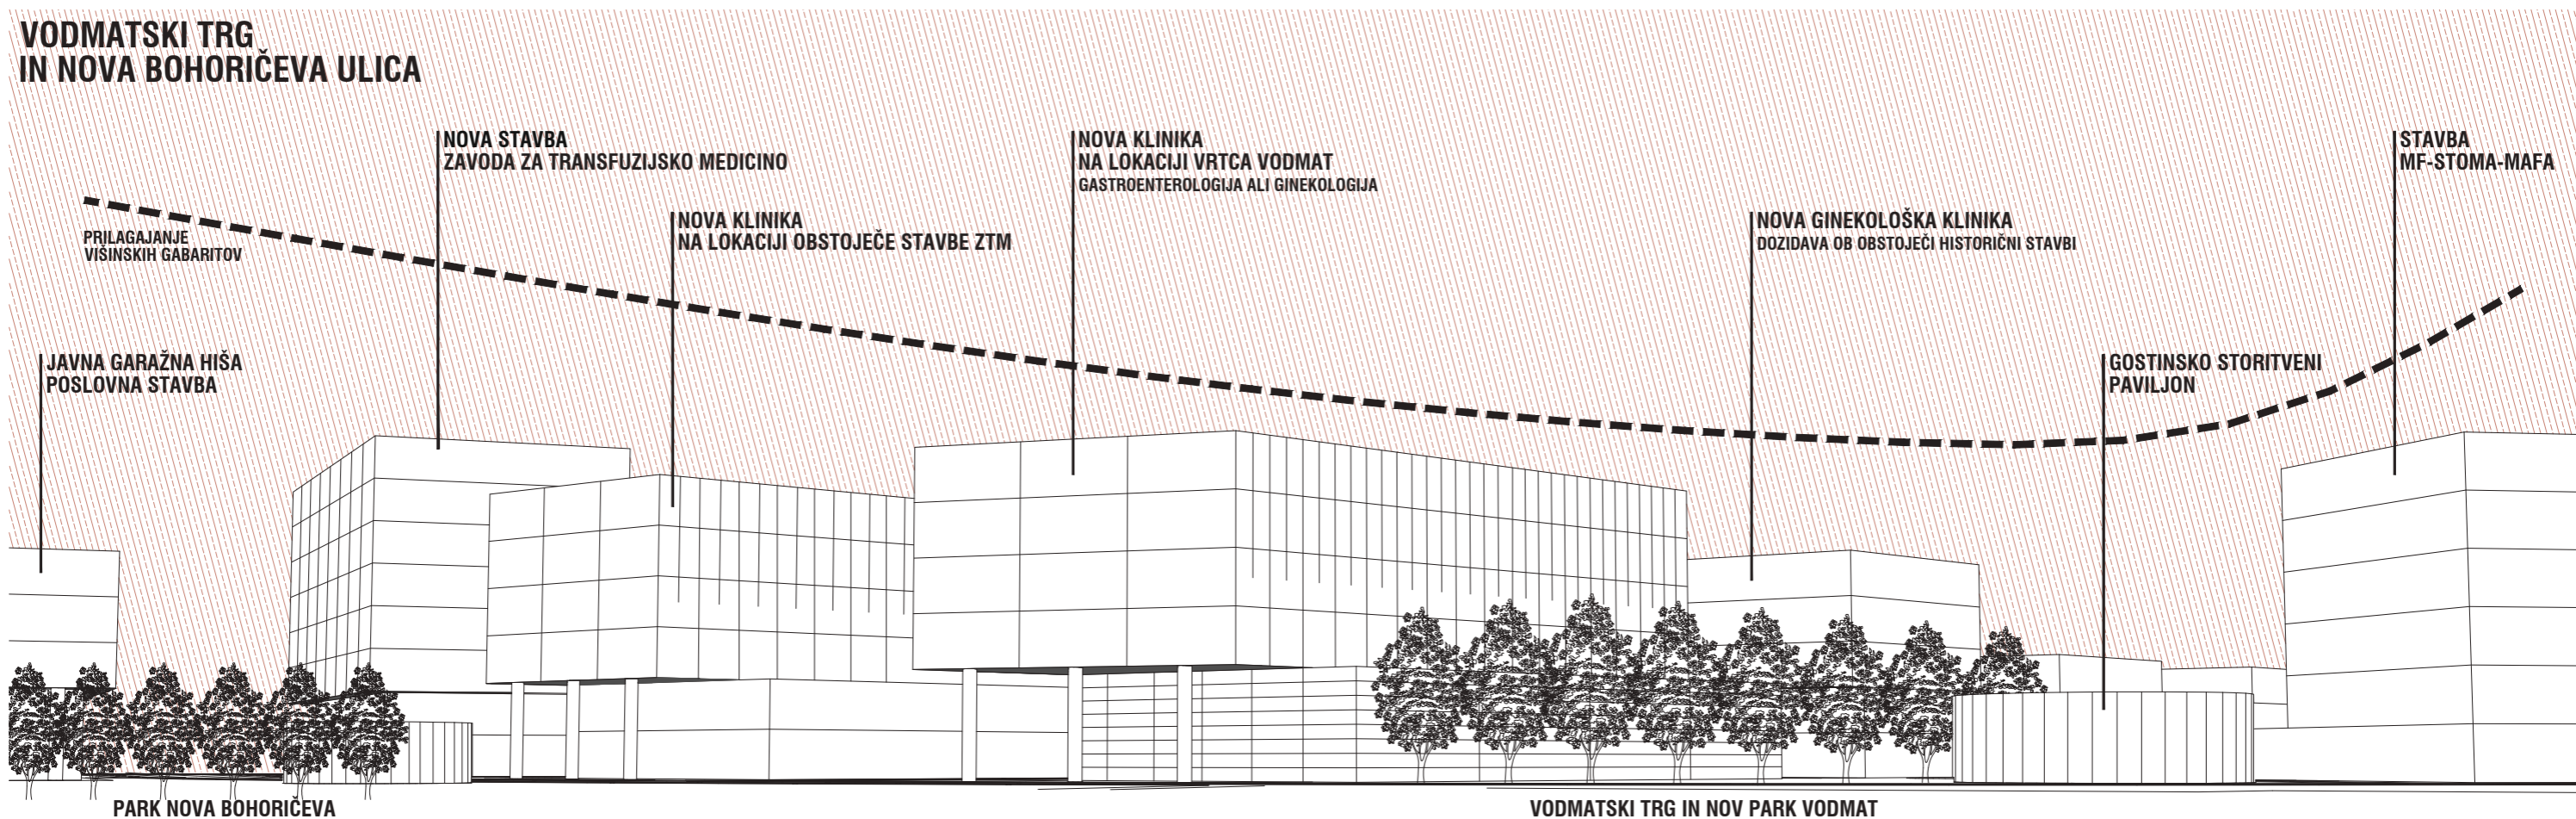 VODMATSKI TRG
IN NOVA BOHORIČEVA ULICA
NOVA STAVBA
ZAVODA ZA TRANSFUZIJSKO MEDICINO
NOVA KLINIKA
NA LOKACIJI VRTCA VODMAT
GASTROENTEROLOGIJA ALI GINEKOLOGIJA
STAVBA
MF-STOMA-MAFA
PRILAGAJANJE
VIŠINSKIH GABARITOV
NOVA KLINIKA
NA LOKACIJI OBSTOJEČE STAVBE ZTM
NOVA GINEKOLOŠKA KLINIKA
DOZIDAVA OB OBSTOJEČI HISTORIČNI STAVBI
JAVNA GARAŽNA HIŠA
POSLOVNA STAVBA
GOSTINSKO STORITVENI
PAVILJON
PARK NOVA BOHORIČEVA
VODMATSKI TRG IN NOV PARK VODMAT